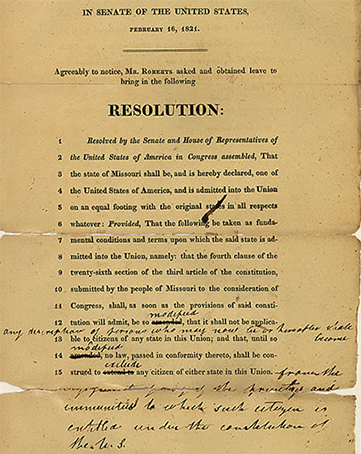 IN SENATE OF THE UNITED STATES,
FEBRUARY 16, 1821.
Agreeably to notice, MR. ROBERTS asked and obtained leave to
bring in the following
RESOLUTION:
1 Resolved by the Senate and House of Representatives of
2 the United States of America in Congress assembled, That
3 the state of Missouri shall be, and is hereby declared, one of
4 the United States of America, and is admitted into the Union
5 on an equal footing with the original states in all respects
6 whatever: Provided, That the following be taken as funda-
7 mental conditions and terms upon which the said state is ad-
8 mitted into the Union, namely: that the fourth clause of the
9 twenty-sixth section of the third article of the constitution,
10 submitted by the people of Missouri to the consideration of
11 Congress, shall, as soon as the provisions of said consti-
modified
12 tution will admit, be so amended, that it shall not be applica-
any description of persons who may now be or hereafter shall
become
13 ble to citizens of any state in this Union; and that, until so
modified
14 amended, no law, passed in conformity thereto, shall be con-
exclude
15 strued to extend to any citizen of either state in this Union. from the
enjoyment of any of the privileges and
immunities to which such citizen is
entitled under the constitution of
the U.S.